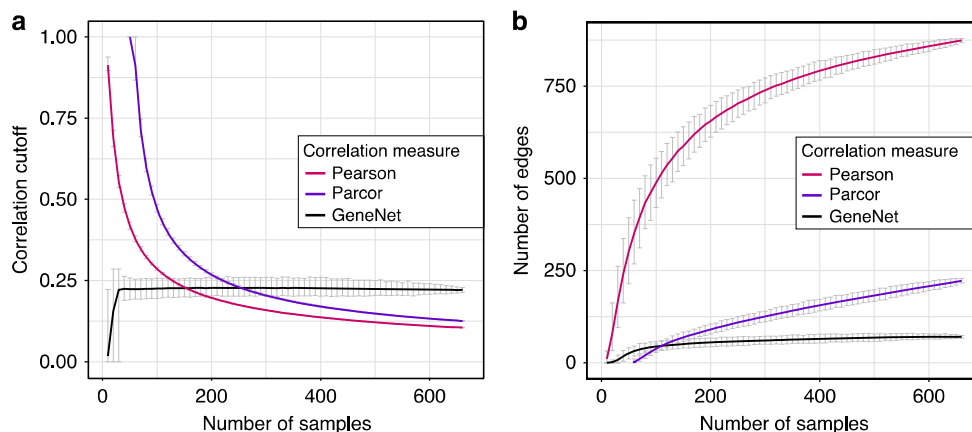 a
Correlation cutoff
1.00
0.75
0.50
0.25
0.00
Correlation measure
Pearson
Parcor
GeneNet
0
200
400
600
Number of samples
b
Number of edges
750
500
250
0
Correlation measure
Pearson
Parcor
GeneNet
0
200
400
600
Number of samples